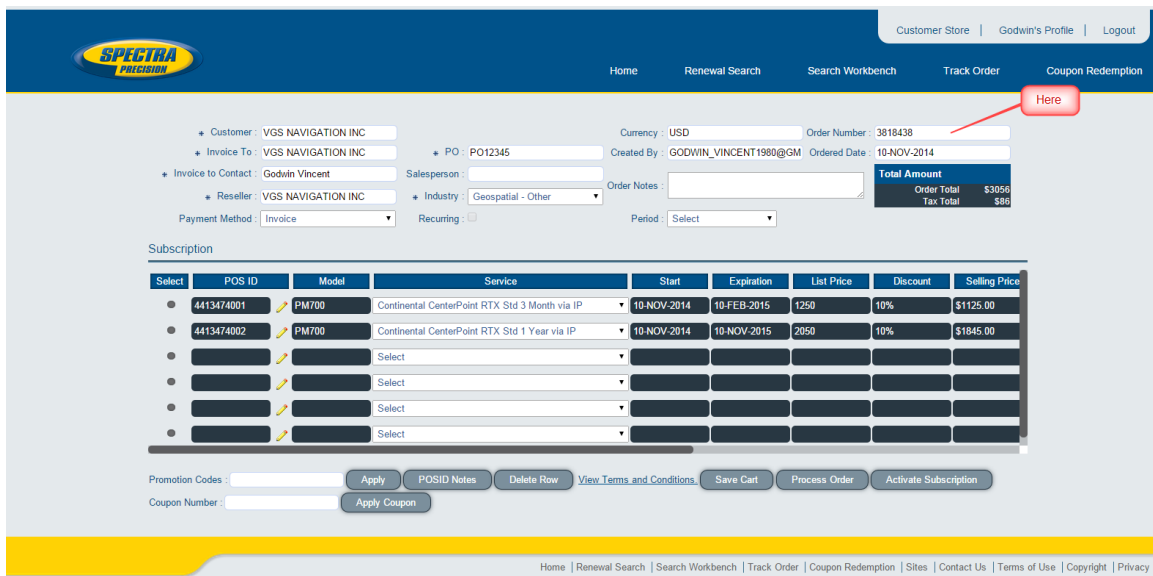 Customer Store | Godwin's Profile | Logout
SPECTRA
PRECISION
Home Renewal Search Search Workbench Track Order Coupon Redemption
Here
* Customer : VGS NAVIGATION INC Currency : USD Order Number : 3818438
* Invoice To : VGS NAVIGATION INC * PO : PO12345 Created By : GODWIN_VINCENT1980@GM Ordered Date : 10-NOV-2014
* Invoice to Contact : Godwin Vincent Salesperson : Order Notes : Total Amount
Order Total $3056
* Reseller : VGS NAVIGATION INC * Industry : Geospatial - Other Tax Total $86
Payment Method : Invoice Recurring : Period : Select
Subscription
Select POS ID Model Service Start Expiration List Price Discount Selling Price
4413474001 PM700 Continental CenterPoint RTX Std 3 Month via IP 10-NOV-2014 10-FEB-2015 1250 10% $1125.00
4413474002 PM700 Continental CenterPoint RTX Std 1 Year via IP 10-NOV-2014 10-NOV-2015 2050 10% $1845.00
Select
Select
Select
Select
Promotion Codes : Apply POSID Notes Delete Row View Terms and Conditions. Save Cart Process Order Activate Subscription
Coupon Number : Apply Coupon
Home | Renewal Search | Search Workbench | Track Order | Coupon Redemption | Sites | Contact Us | Terms of Use | Copyright | Privacy